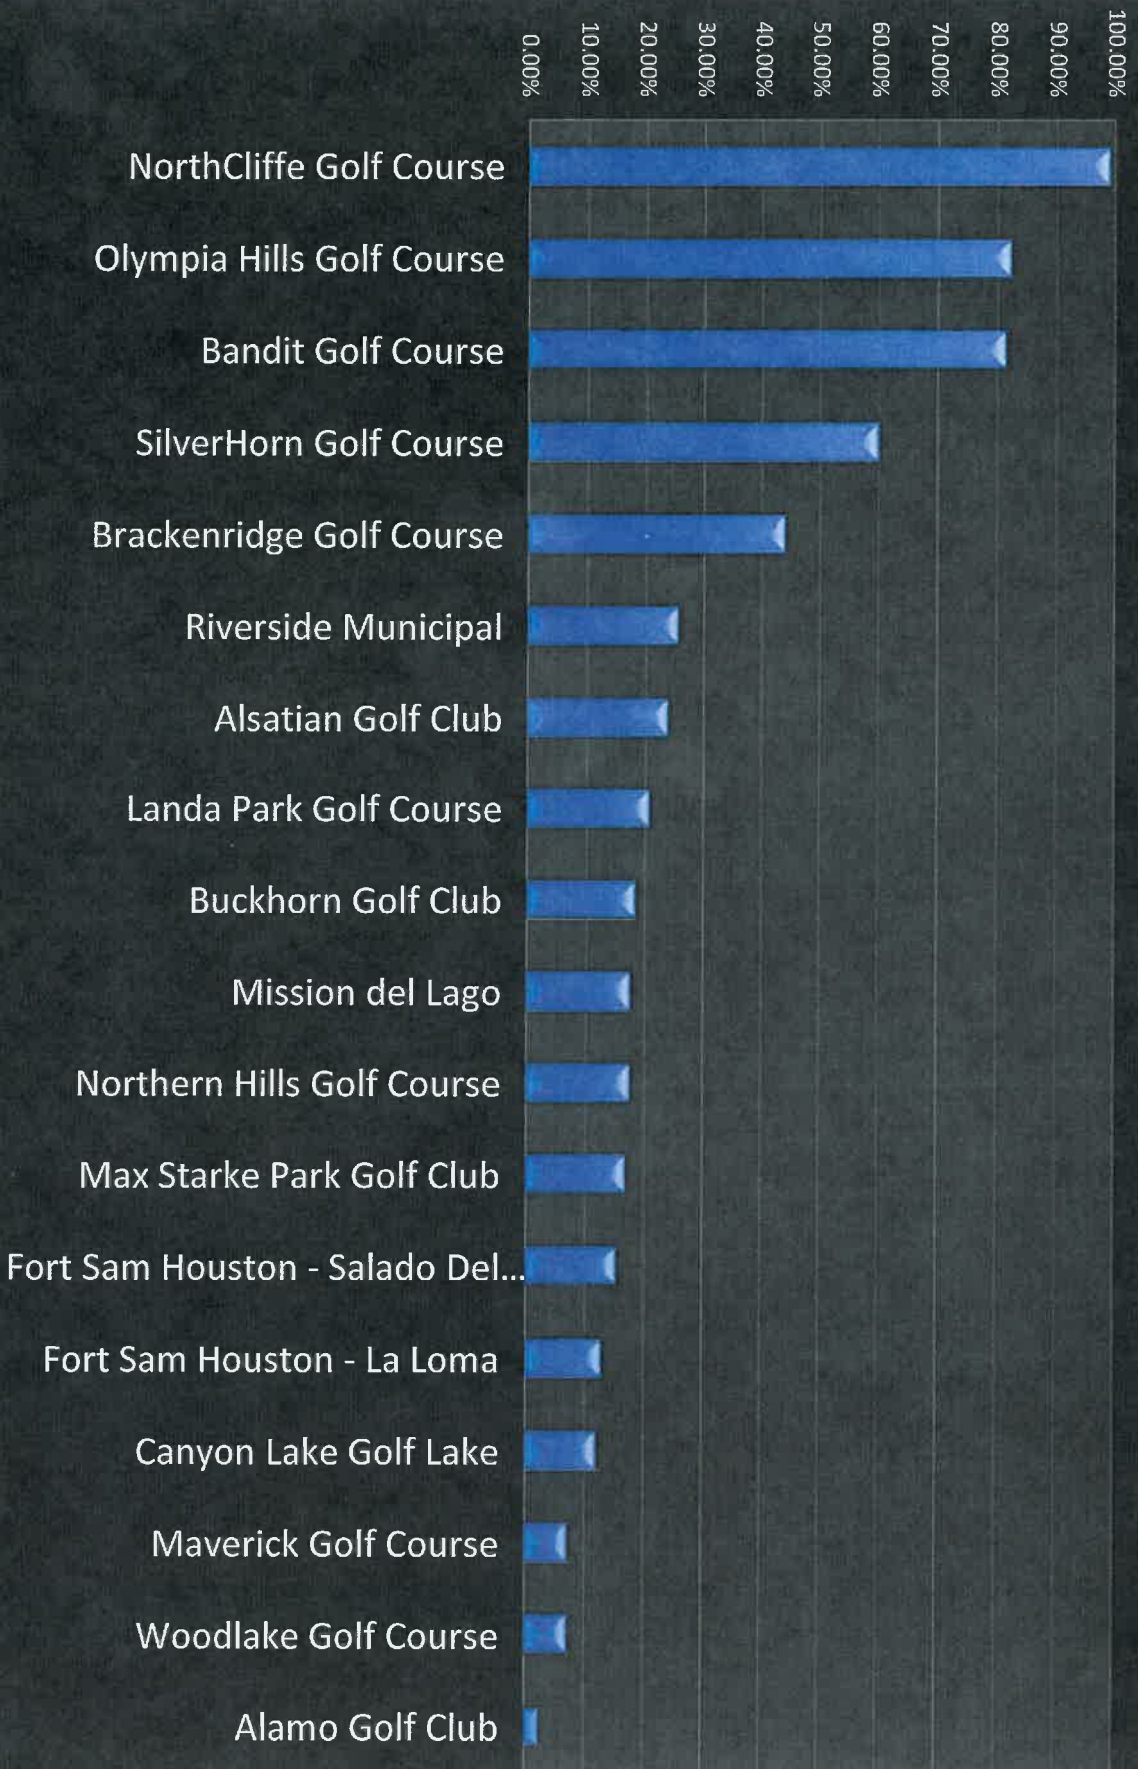 100.00%
90.00%
80.00%
70.00%
60.00%
50.00%
40.00%
30.00%
20.00%
10.00%
0.00%
NorthCliffe Golf Course
Olympia Hills Golf Course
Bandit Golf Course
SilverHorn Golf Course
Brackenridge Golf Course
Riverside Municipal
Alsatian Golf Club
Landa Park Golf Course
Buckhorn Golf Club
Mission del Lago
Northern Hills Golf Course
Max Starke Park Golf Club
Fort Sam Houston - Salado Del...
Fort Sam Houston - La Loma
Canyon Lake Golf Lake
Maverick Golf Course
Woodlake Golf Course
Alamo Golf Club